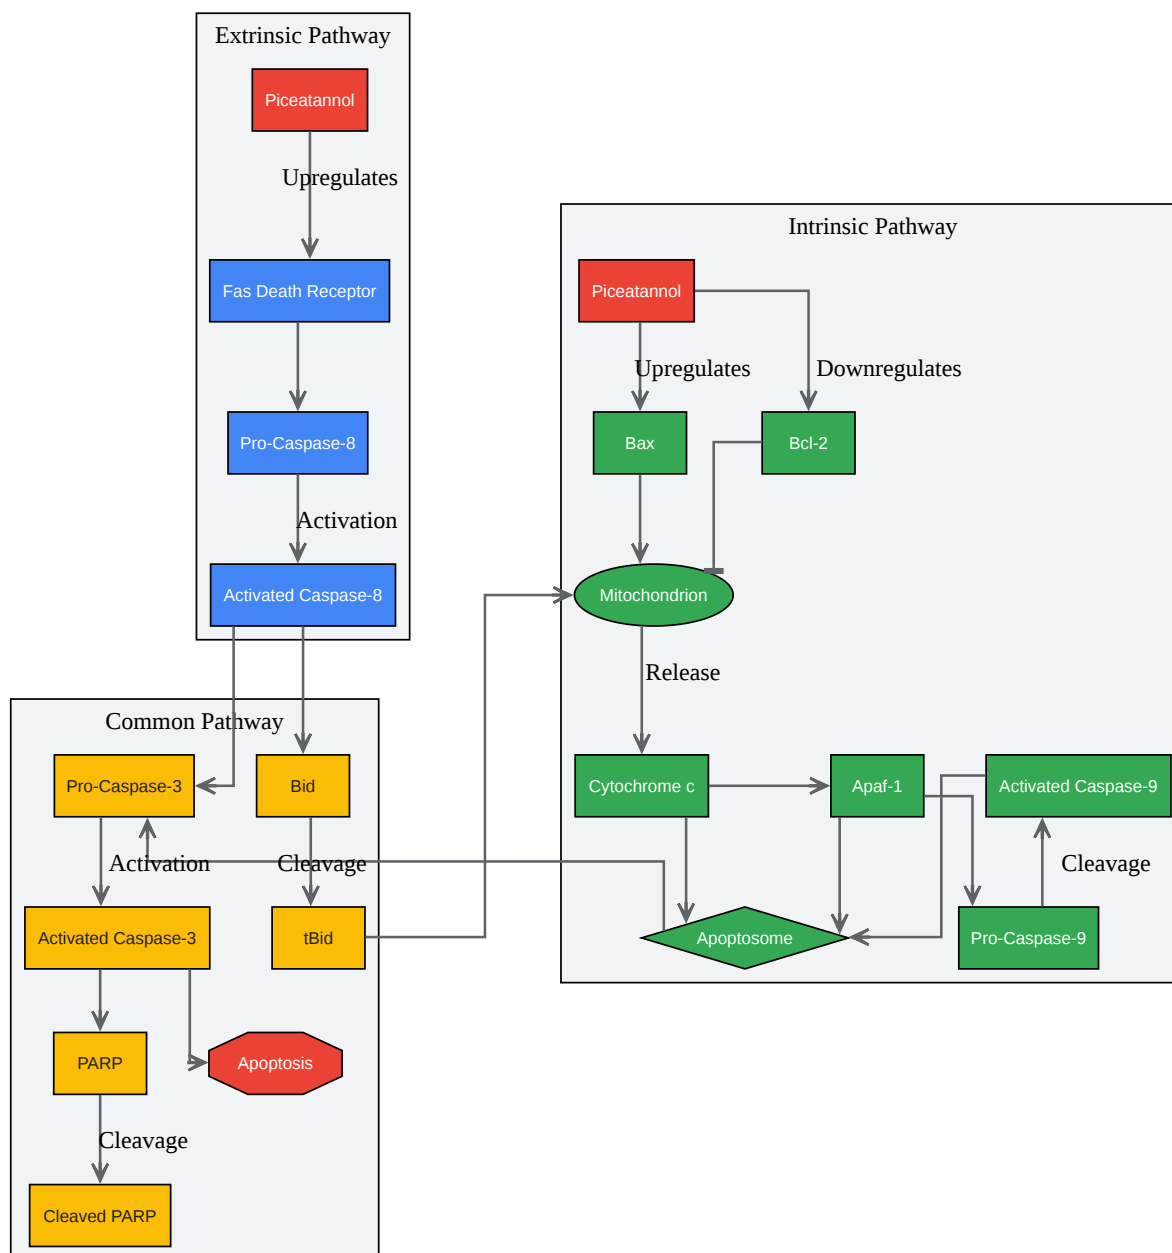 Extrinsic Pathway
Piceatannol
Upregulates
Fas Death Receptor
Pro-Caspase-8
Activation
Activated Caspase-8
Intrinsic Pathway
Piceatannol
Upregulates
Downregulates
Bax
Bcl-2
Mitochondrion
Release
Cytochrome c
Apaf-1
Activated Caspase-9
Cleavage
Apoptosome
Pro-Caspase-9
Common Pathway
Pro-Caspase-3
Bid
Activation
Cleavage
Activated Caspase-3
tBid
PARP
Apoptosis
Cleavage
Cleaved PARP